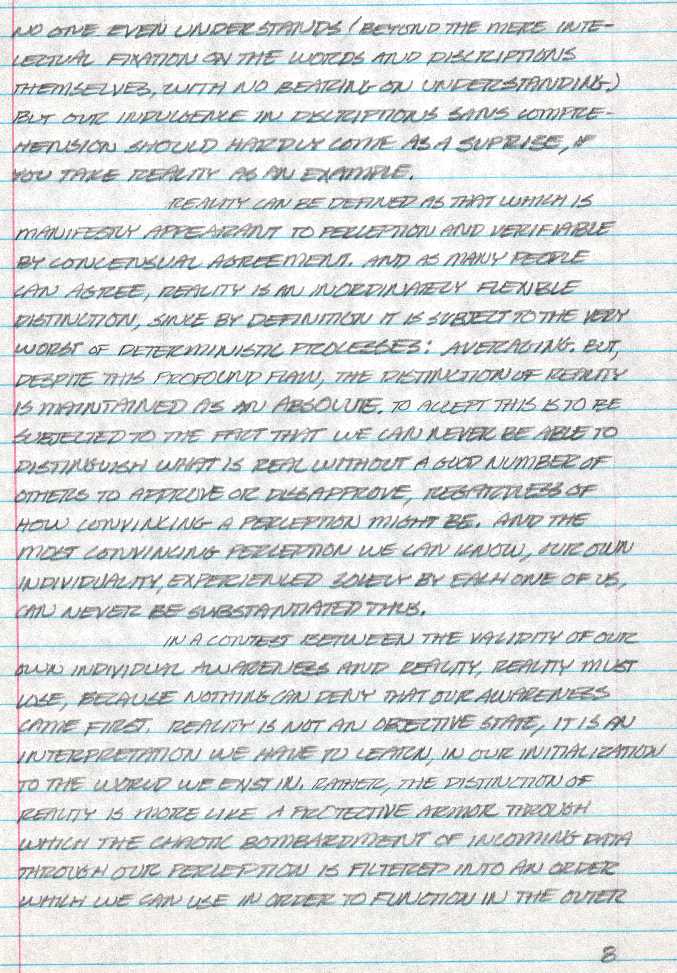 NO ONE EVEN UNDERSTANDS (BEYOND THE MERE INTE-
LECTUAL FIXATION ON THE WORDS AND DISCRIPTIONS
THEMSELVES, WITH NO BEARING ON UNDERSTANDING.)
BUT OUR INDULGENCE IN DISCRIPTIONS SANS COMPRE-
HENSION SHOULD HARDLY COME AS A SUPRISE, IF
YOU TAKE REALITY AS AN EXAMPLE.
REALITY CAN BE DEFINED AS THAT WHICH IS
MANIFESTLY APPEARANT TO PERCEPTION AND VERIFIABLE
BY CONCENSUAL AGREEMENT. AND AS MANY PEOPLE
CAN AGREE, REALITY IS AN INORDINATELY FLEXIBLE
DISTINCTION, SINCE BY DEFINITION IT IS SUBJECT TO THE VERY
WORST OF DETERMINISTIC PROCESSES: AVERAGING. BUT,
DESPITE THIS PROFOUND FLAW, THE DISTINCTION OF REALITY
IS MAINTAINED AS AN ABSOLUTE. TO ACCEPT THIS IS TO BE
SUBJECTED TO THE FACT THAT WE CAN NEVER BE ABLE TO
DISTINGUISH WHAT IS REAL WITHOUT A GOOD NUMBER OF
OTHERS TO APPROVE OR DISSAPPROVE, REGARDLESS OF
HOW CONVINCING A PERCEPTION MIGHT BE. AND THE
MOST CONVINCING PERCEPTION WE CAN KNOW, OUR OWN
INDIVIDUALITY, EXPERIENCED SOLELY BY EACH ONE OF US,
CAN NEVER BE SUBSTANTIATED THUS.
IN A CONTEST BETWEEN THE VALIDITY OF OUR
OWN INDIVIDUAL AWARENESS AND REALITY, REALITY MUST
LOSE, BECAUSE NOTHING CAN DENY THAT OUR AWARENESS
CAME FIRST. REALITY IS NOT AN OBJECTIVE STATE, IT IS AN
INTERPRETATION WE HAVE TO LEARN, IN OUR INITIALIZATION
TO THE WORLD WE EXIST IN. RATHER, THE DISTINCTION OF
REALITY IS MORE LIKE A PROTECTIVE ARMOR THROUGH
WHICH THE CHAOTIC BOMBARDMENT OF INCOMING DATA
THROUGH OUR PERCEPTION IS FILTERED INTO AN ORDER
WHICH WE CAN USE IN ORDER TO FUNCTION IN THE OUTER
8